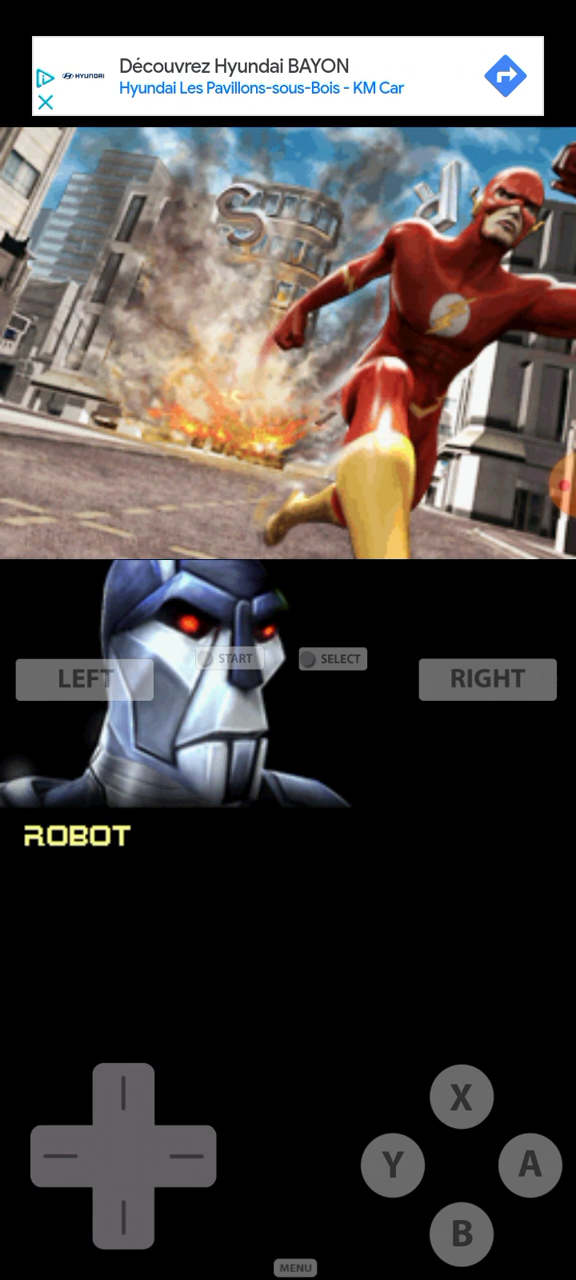 Découvrez Hyundai BAYON
HYUNDAI
Hyundai Les Pavillons-sous-Bois - KM Car
START
SELECT
LEFT
RIGHT
ROBOT
X
Y
A
B
MENU